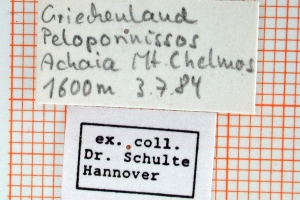 Griechenland
Peloponnissos
Achaia Mt. Chelmos
1600m 3.7.84
ex. coll.
Dr. Schulte
Hannover